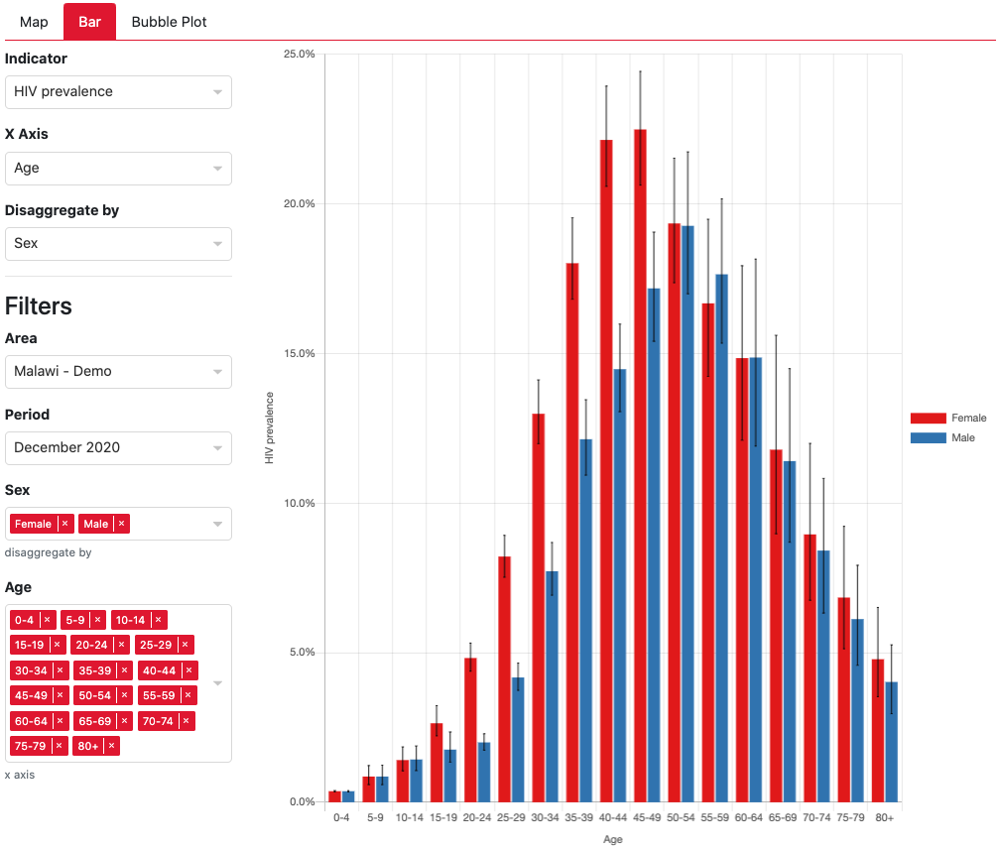 Map Bar Bubble Plot
Indicator
HIV prevalence
X Axis
Age
Disaggregate by
Sex
Filters
Area
Malawi - Demo
Period
December 2020
Sex
Female × Male ×
disaggregate by
Age
0-4 × 5-9 × 10-14 ×
15-19 × 20-24 × 25-29 ×
30-34 × 35-39 × 40-44 ×
45-49 × 50-54 × 55-59 ×
60-64 × 65-69 × 70-74 ×
75-79 × 80+ ×
x axis
HIV prevalence
25.0%
20.0%
15.0%
10.0%
5.0%
0.0%
0-4 5-9 10-14 15-19 20-24 25-29 30-34 35-39 40-44 45-49 50-54 55-59 60-64 65-69 70-74 75-79 80+
Age
Female
Male